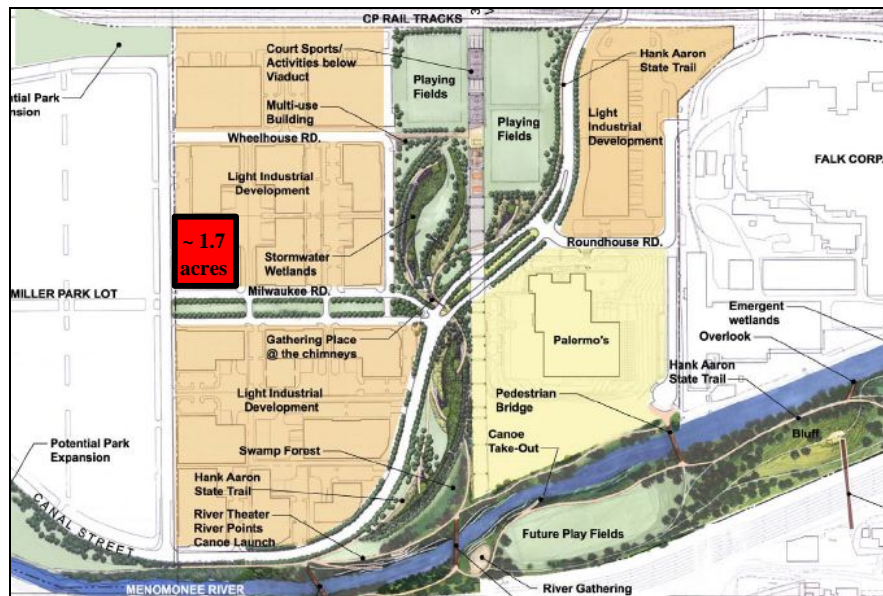 CP RAIL TRACKS
Court Sports/
Activities below
Viaduct
Hank Aaron
State Trail
Playing
Fields
Multi-use
Building
Playing
Fields
Light
Industrial
Development
WHEELHOUSE RD.
FALK CORP
Light Industrial
Development
~ 1.7
acres
Stormwater
Wetlands
Roundhouse RD.
MILLER PARK LOT
Milwaukee RD.
Emergent
wetlands
Overlook
Gathering Place
@ the chimneys
Palermo's
Hank Aaron
State Trail
Light Industrial
Development
Pedestrian
Bridge
Canoe
Take-Out
Bluff
Potential Park
Expansion
Swamp Forest
Hank Aaron
State Trail
River Theater
River Points
Canoe Launch
CANAL STREET
Future Play Fields
MENOMONEE RIVER
River Gathering